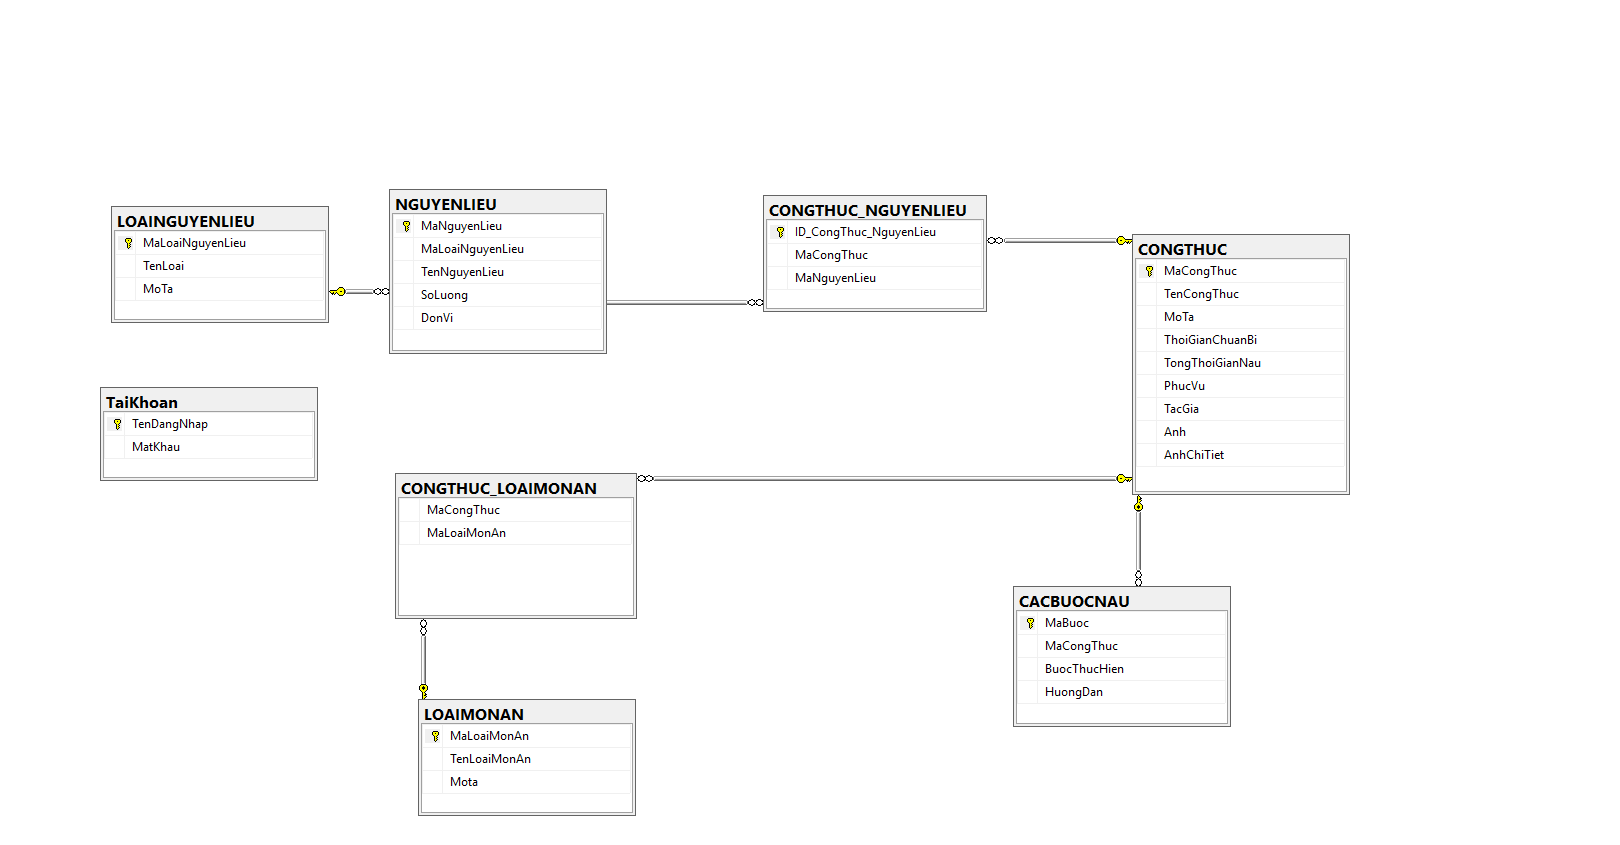 LOAINGUYENLIEU
MaLoaiNguyenLieu
TenLoai
MoTa
NGUYENLIEU
MaNguyenLieu
MaLoaiNguyenLieu
TenNguyenLieu
SoLuong
DonVi
CONGTHUC_NGUYENLIEU
ID_CongThuc_NguyenLieu
MaCongThuc
MaNguyenLieu
CONGTHUC
MaCongThuc
TenCongThuc
MoTa
ThoiGianChuanBi
TongThoiGianNau
PhucVu
TacGia
Anh
AnhChiTiet
TaiKhoan
TenDangNhap
MatKhau
CONGTHUC_LOAIMONAN
MaCongThuc
MaLoaiMonAn
CACBUOCNAU
MaBuoc
MaCongThuc
BuocThucHien
HuongDan
LOAIMONAN
MaLoaiMonAn
TenLoaiMonAn
Mota